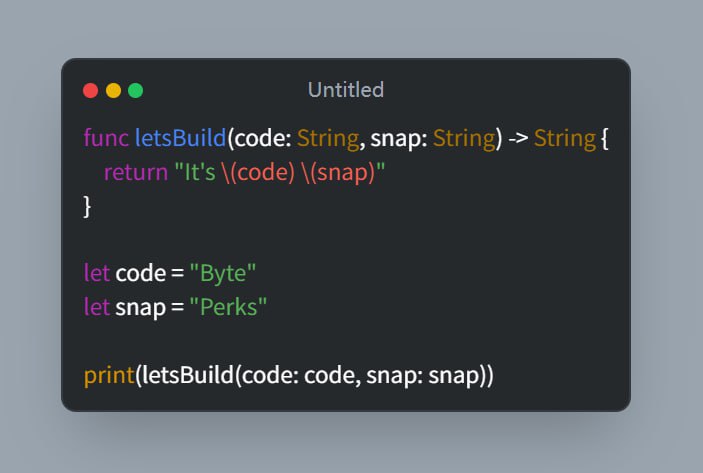 Untitled
func letsBuild(code: String, snap: String) -> String {
    return "It's \(code) \(snap)"
}
let code = "Byte"
let snap = "Perks"
print(letsBuild(code: code, snap: snap))